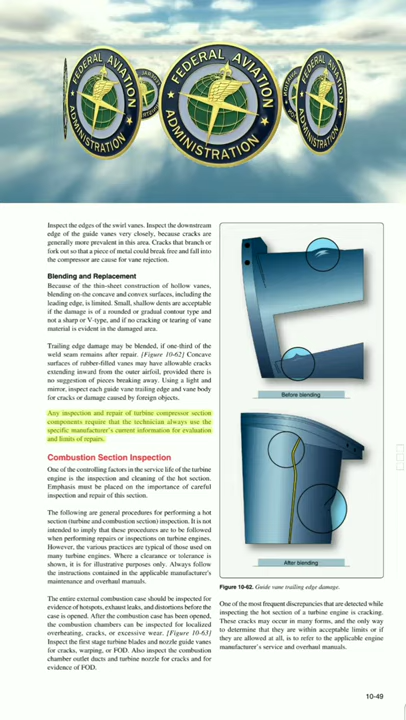 FEDERAL AVIATION
ADMINISTRATION
FEDERAL AVIATION
ADMINISTRATION
FEDERAL AVIATION
ADMINISTRATION
Inspect the edges of the swirl vanes. Inspect the downstream
edge of the guide vanes very closely, because cracks are
generally more prevalent in this area. Cracks that branch or
fork out so that a piece of metal could break free and fall into
the compressor are cause for vane rejection.
Blending and Replacement
Because of the thin-sheet construction of hollow vanes,
blending on the concave and convex surfaces, including the
leading edge, is limited. Small, shallow dents are acceptable
if the damage is of a rounded or gradual contour type and
not a sharp or V-type, and if no cracking or tearing of vane
material is evident in the damaged area.
Trailing edge damage may be blended, if one-third of the
weld seam remains after repair. [Figure 10-62] Concave
surfaces of rubber-filled vanes may have allowable cracks
extending inward from the outer airfoil, provided there is
no suggestion of pieces breaking away. Using a light and
mirror, inspect each guide vane trailing edge and vane body
for cracks or damage caused by foreign objects.
Any inspection and repair of turbine compressor section
components require that the technician always use the
specific manufacturer's current information for evaluation
and limits of repairs.
Combustion Section Inspection
One of the controlling factors in the service life of the turbine
engine is the inspection and cleaning of the hot section.
Emphasis must be placed on the importance of careful
inspection and repair of this section.
The following are general procedures for performing a hot
section (turbine and combustion section) inspection. It is not
intended to imply that these procedures are to be followed
when performing repairs or inspections on turbine engines.
However, the various practices are typical of those used on
many turbine engines. Where a clearance or tolerance is
shown, it is for illustrative purposes only. Always follow
the instructions contained in the applicable manufacturer's
maintenance and overhaul manuals.
The entire external combustion case should be inspected for
evidence of hotspots, exhaust leaks, and distortions before the
case is opened. After the combustion case has been opened,
the combustion chambers can be inspected for localized
overheating, cracks, or excessive wear. [Figure 10-63]
Inspect the first stage turbine blades and nozzle guide vanes
for cracks, warping, or FOD. Also inspect the combustion
chamber outlet ducts and turbine nozzle for cracks and for
evidence of FOD.
Before blending
After blending
Figure 10-62. Guide vane trailing edge damage.
One of the most frequent discrepancies that are detected while
inspecting the hot section of a turbine engine is cracking.
These cracks may occur in many forms, and the only way
to determine that they are within acceptable limits or if
they are allowed at all, is to refer to the applicable engine
manufacturer's service and overhaul manuals.
10-49